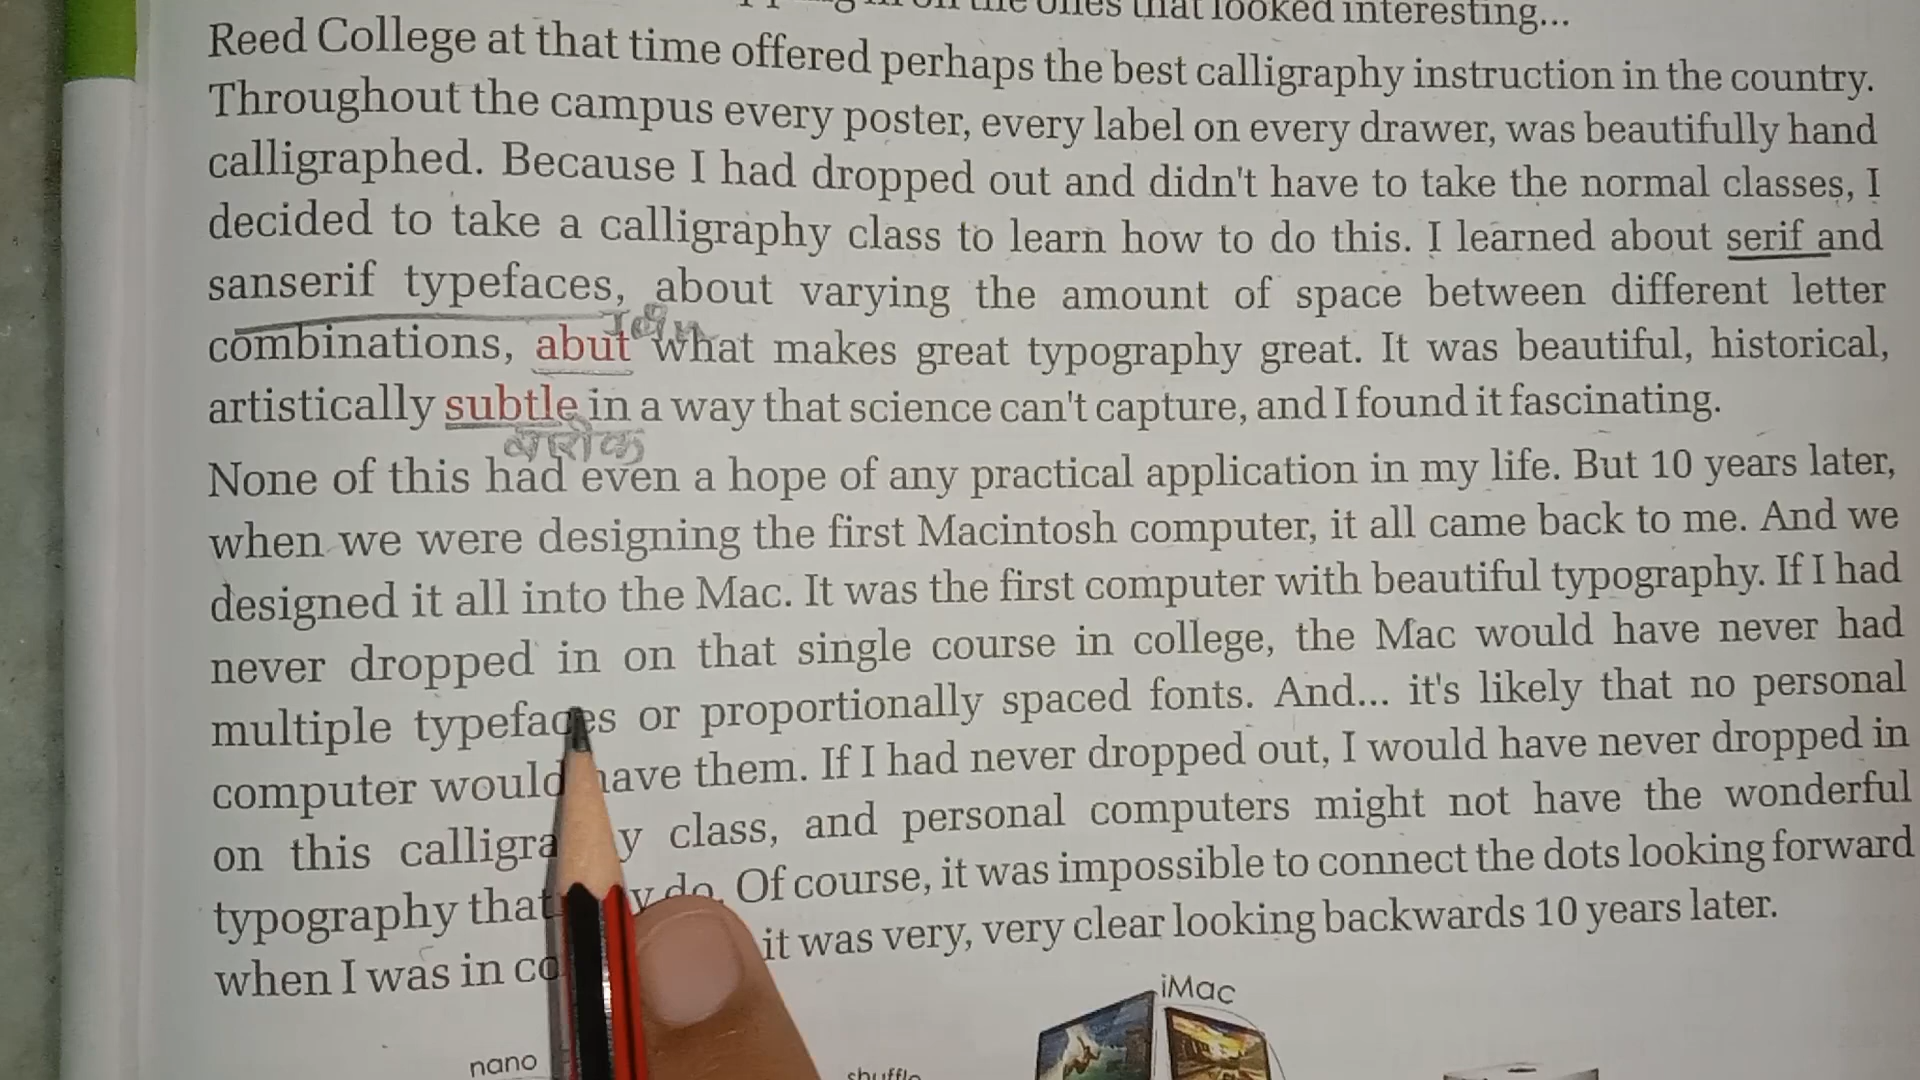 on the ones that looked interesting...
Reed College at that time offered perhaps the best calligraphy instruction in the country.
Throughout the campus every poster, every label on every drawer, was beautifully hand
calligraphed. Because I had dropped out and didn't have to take the normal classes, I
decided to take a calligraphy class to learn how to do this. I learned about serif and
sanserif typefaces, about varying the amount of space between different letter
combinations, abut what makes great typography great. It was beautiful, historical,
artistically subtle in a way that science can't capture, and I found it fascinating.
बारीक
None of this had even a hope of any practical application in my life. But 10 years later,
when we were designing the first Macintosh computer, it all came back to me. And we
designed it all into the Mac. It was the first computer with beautiful typography. If I had
never dropped in on that single course in college, the Mac would have never had
multiple typefaces or proportionally spaced fonts. And... it's likely that no personal
computer would have them. If I had never dropped out, I would have never dropped in
on this calligra y class, and personal computers might not have the wonderful
typography that y do. Of course, it was impossible to connect the dots looking forward
when I was in co it was very, very clear looking backwards 10 years later.
iMac
nano
shuffle